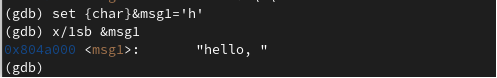 (gdb) set {char}&msg1='h'
(gdb) x/1sb &msg1
0x804a000 <msg1>:       "hello, "
(gdb)